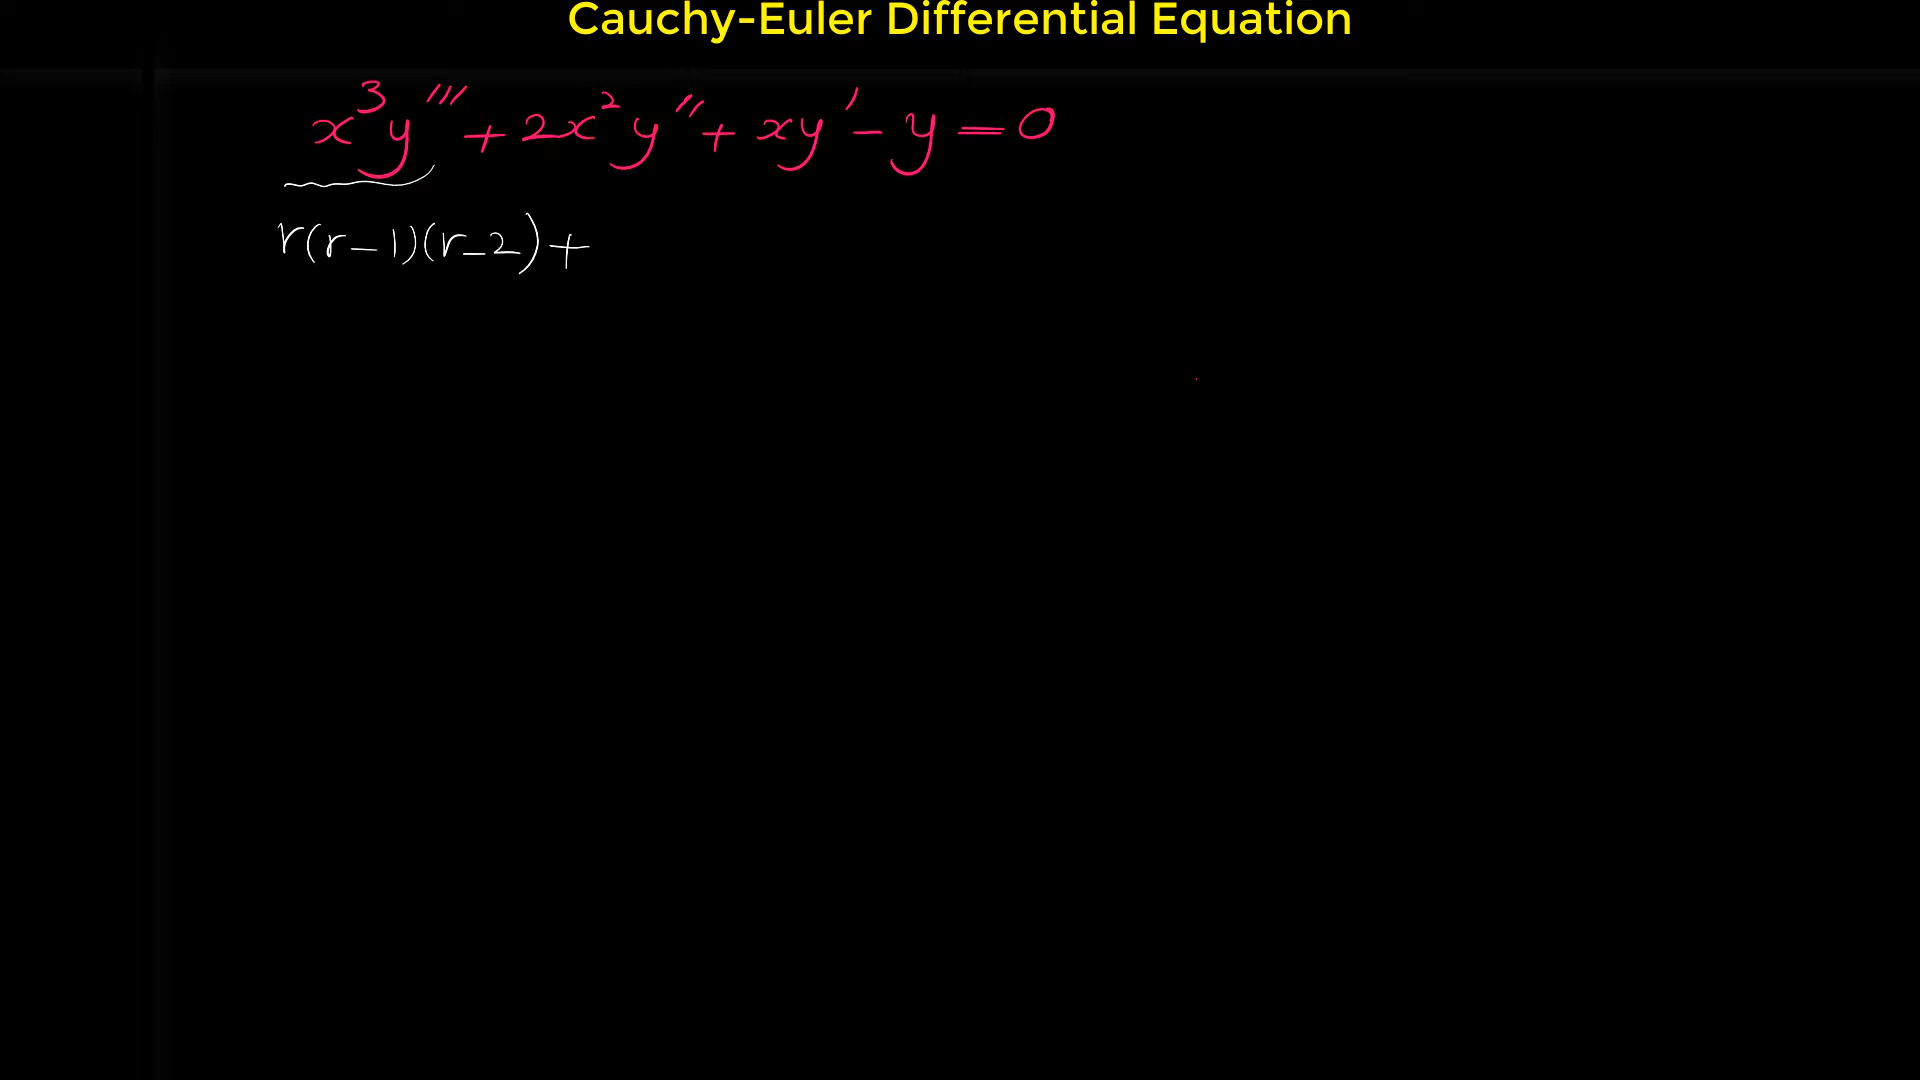 Cauchy-Euler Differential Equation
x³y''' + 2x²y'' + xy' - y = 0
r(r-1)(r-2) +